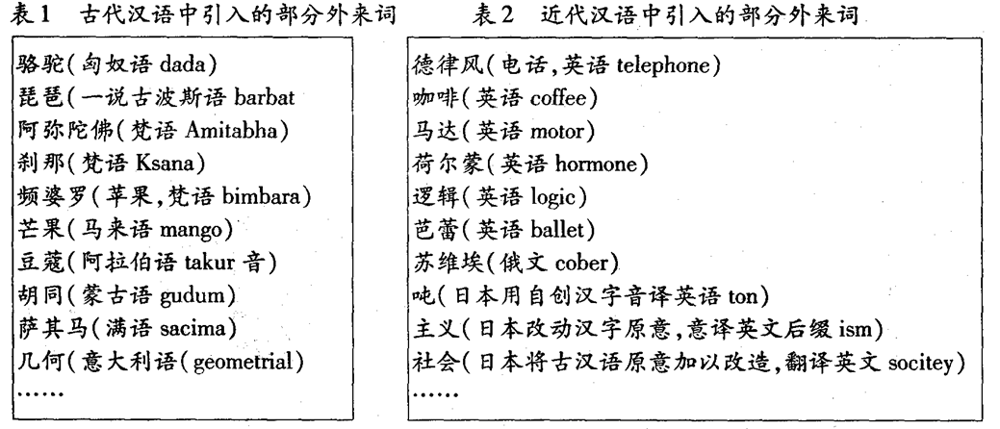 表1 古代汉语中引入的部分外来词
骆驼(匈奴语 dada)
琵琶(一说古波斯语 barbat
阿弥陀佛(梵语 Amitabha)
刹那(梵语 Ksana)
频婆罗(苹果,梵语 bimbara)
芒果(马来语 mango)
豆蔻(阿拉伯语 takur 音)
胡同(蒙古语 gudum)
萨其马(满语 sacima)
几何(意大利语(geometrial)
······
表2 近代汉语中引入的部分外来词
德律风(电话,英语 telephone)
咖啡(英语 coffee)
马达(英语 motor)
荷尔蒙(英语 hormone)
逻辑(英语 logic)
芭蕾(英语 ballet)
苏维埃(俄文 cober)
吨(日本用自创汉字音译英语 ton)
主义(日本改动汉字原意,意译英文后缀 ism)
社会(日本将古汉语原意加以改造,翻译英文 socitey)
······